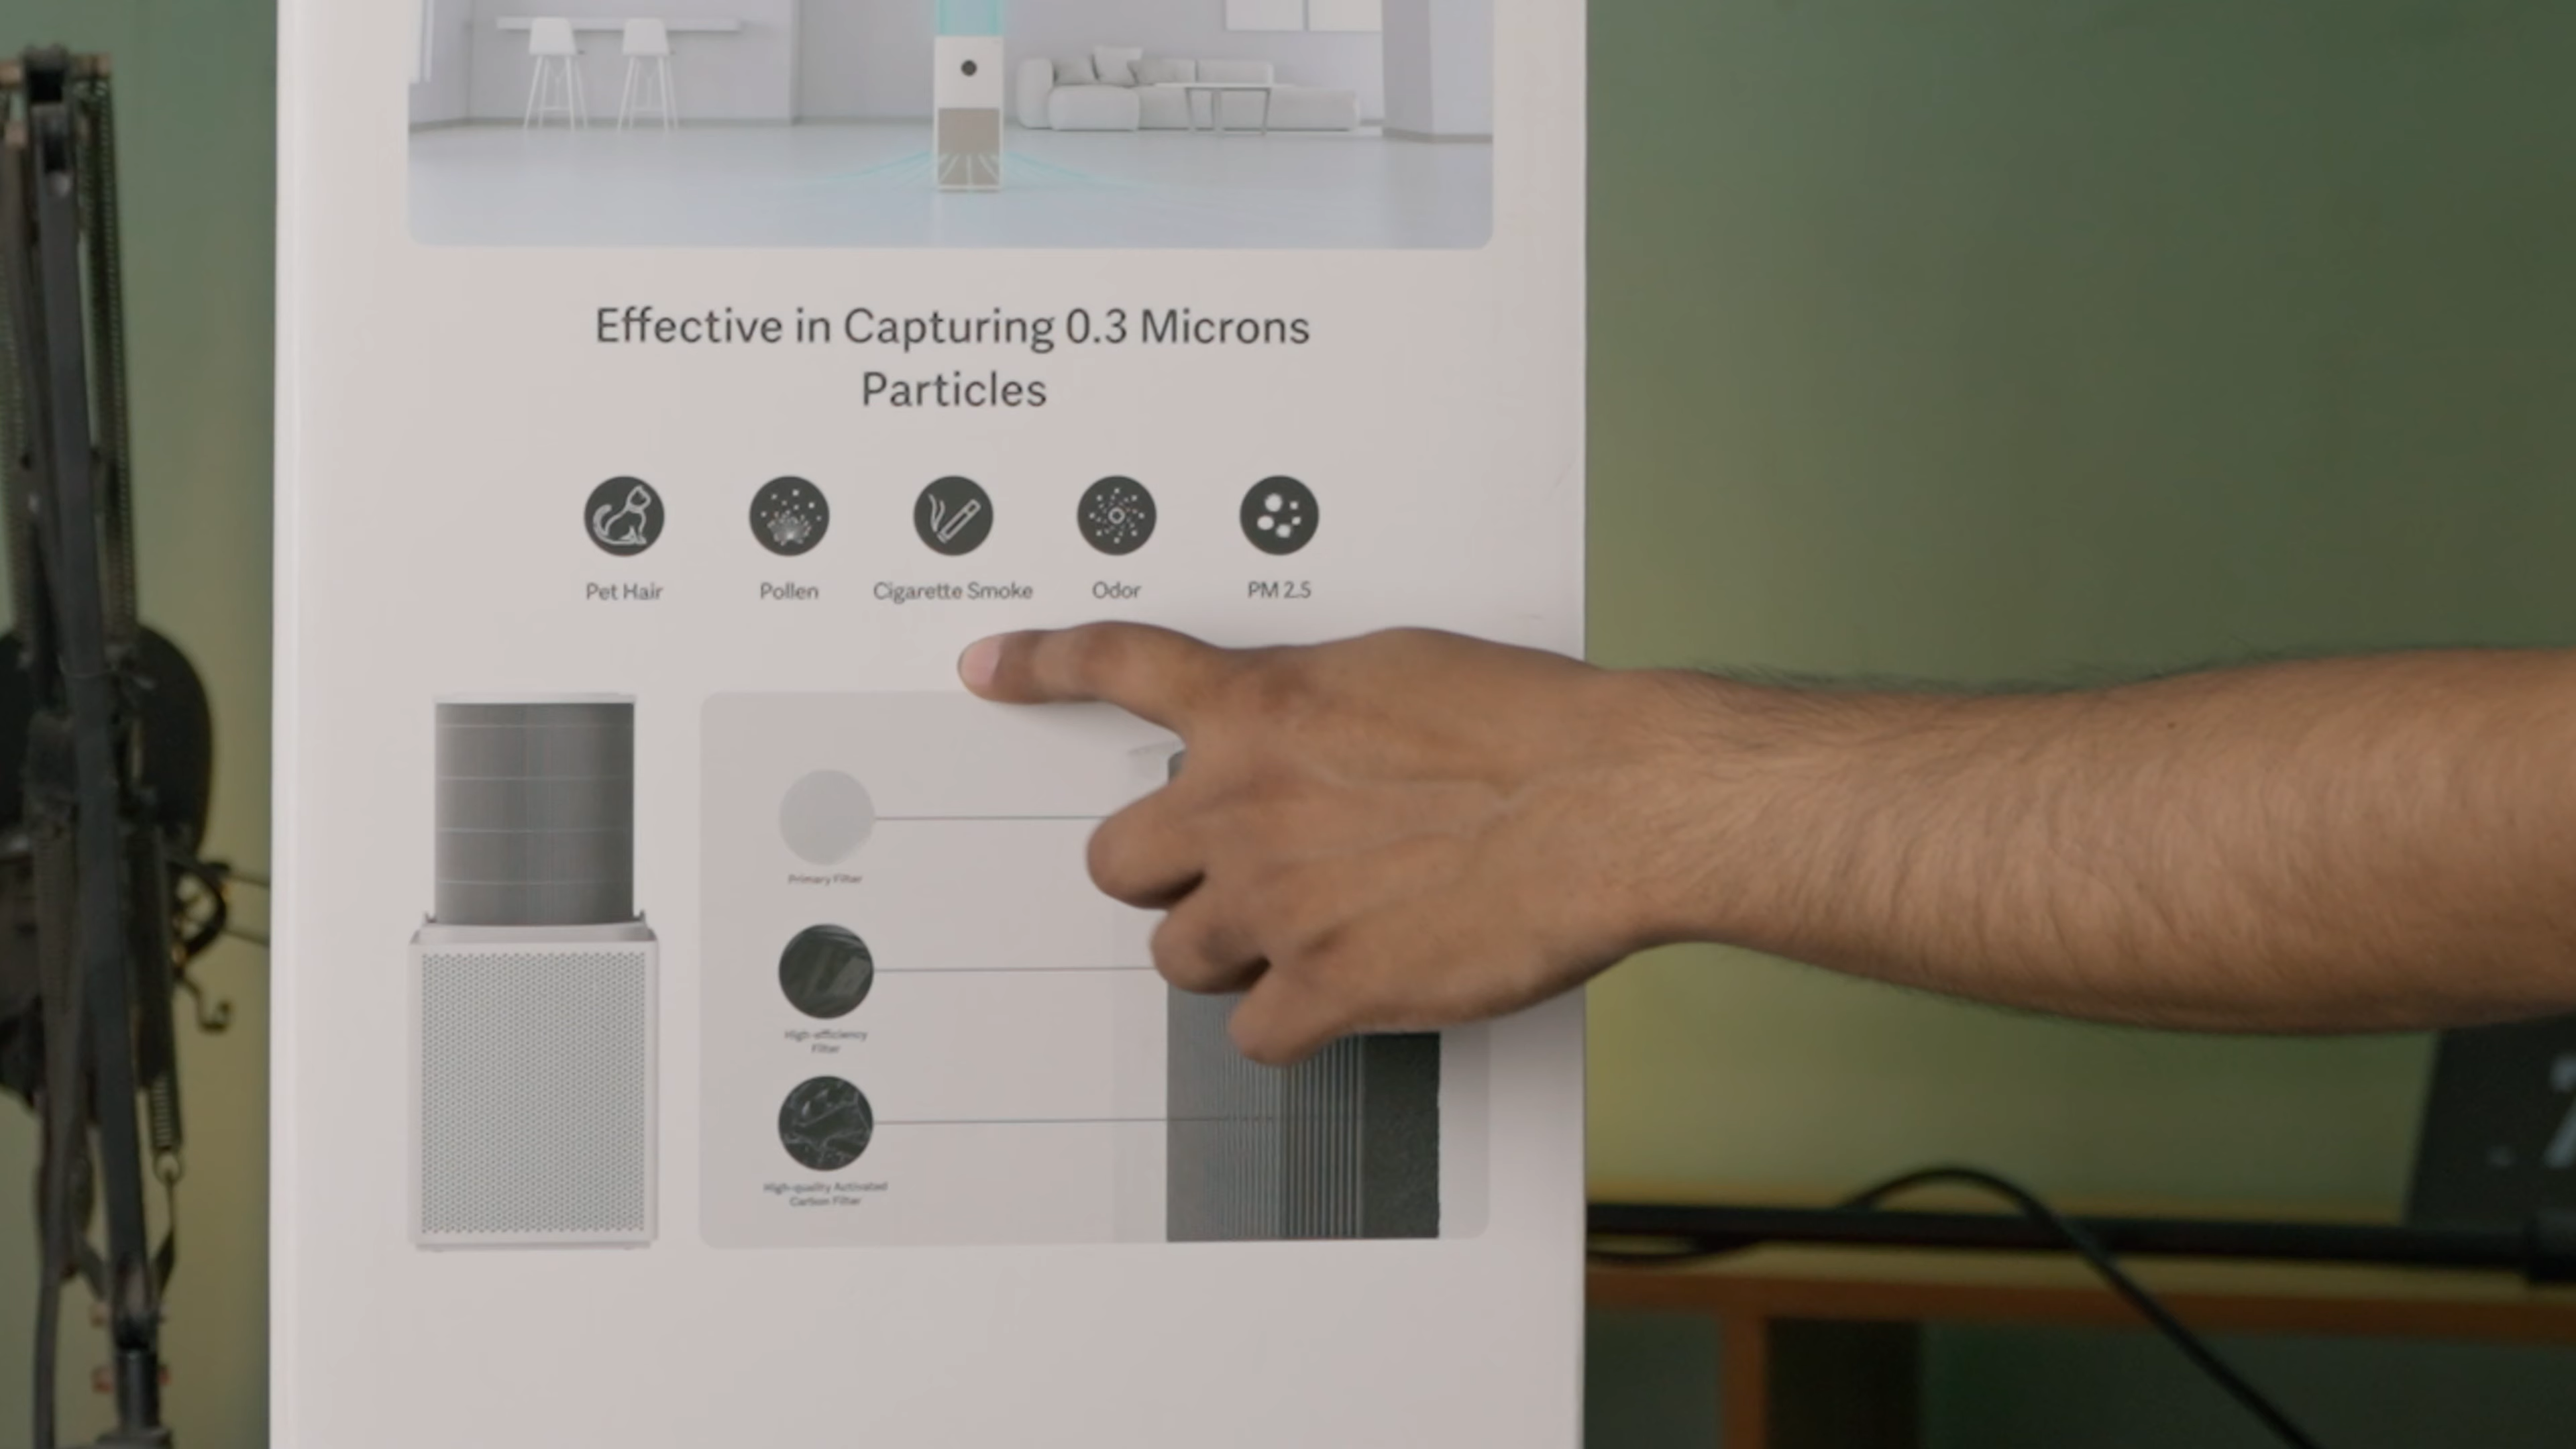 Effective in Capturing 0.3 Microns
Particles
Pet Hair
Pollen
Cigarette Smoke
Odor
PM 2.5
Primary Filter
High-efficiency
Filter
High-quality Activated
Carbon Filter